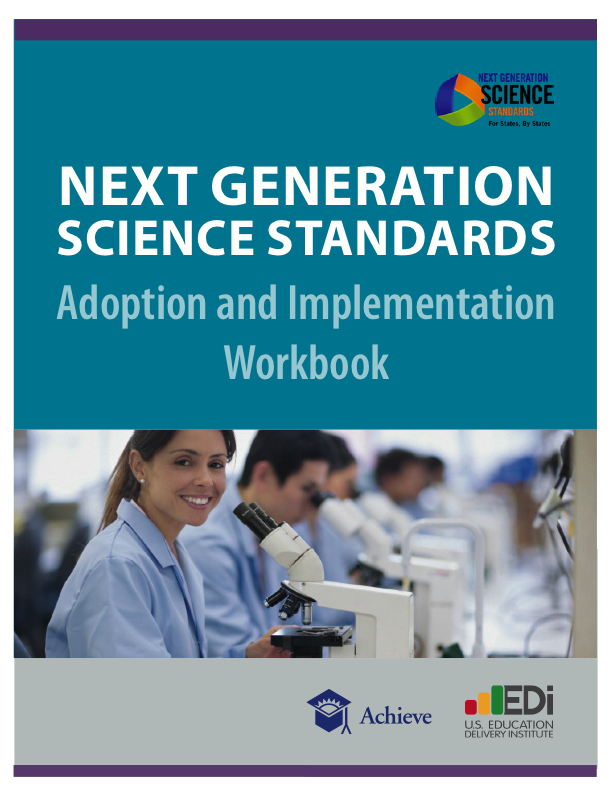 NEXT GENERATION
SCIENCE
STANDARDS
For States, By States
NEXT GENERATION
SCIENCE STANDARDS
Adoption and Implementation
Workbook
Achieve
EDi
U.S. EDUCATION
DELIVERY INSTITUTE